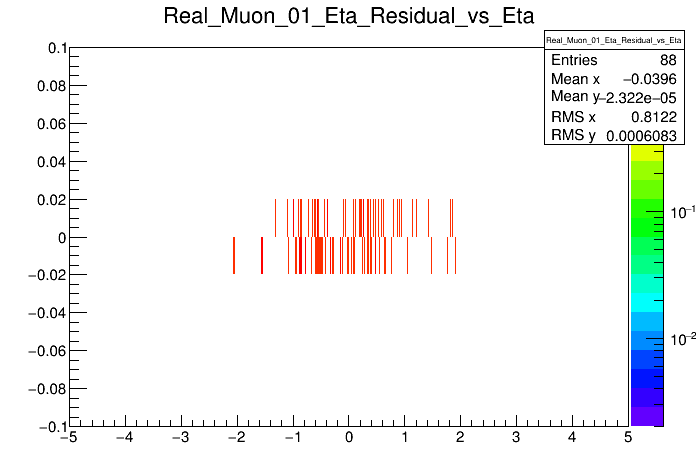 Real_Muon_01_Eta_Residual_vs_Eta
Real_Muon_01_Eta_Residual_vs_Eta
Entries 88
Mean x −0.0396
Mean y −2.322e−05
RMS x 0.8122
RMS y 0.0006083
0.1
0.08
0.06
0.04
0.02
0
−0.02
−0.04
−0.06
−0.08
−0.1
−5 −4 −3 −2 −1 0 1 2 3 4 5
10−1
10−2